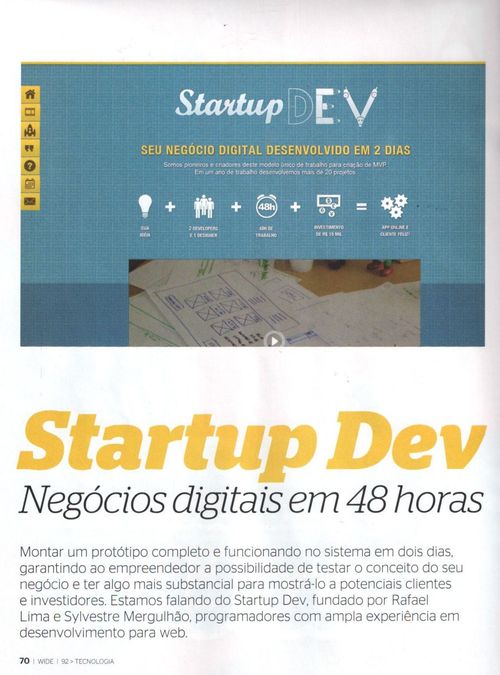 Startup DEV
SEU NEGÓCIO DIGITAL DESENVOLVIDO EM 2 DIAS
Somos pioneiros e criadores deste modelo único de trabalho para criação de MVP.
Em um ano de trabalho desenvolvemos mais de 20 projetos.
48h
SUA
IDÉIA
2 DEVELOPERS
E 1 DESIGNER
48H DE
TRABALHO
INVESTIMENTO
DE R$ 15 MIL
APP ONLINE E
CLIENTE FELIZ!
Startup Dev
Negócios digitais em 48 horas
Montar um protótipo completo e funcionando no sistema em dois dias,
garantindo ao empreendedor a possibilidade de testar o conceito do seu
negócio e ter algo mais substancial para mostrá-lo a potenciais clientes
e investidores. Estamos falando do Startup Dev, fundado por Rafael
Lima e Sylvestre Mergulhão, programadores com ampla experiência em
desenvolvimento para web.
70 | WIDE | 92 > TECNOLOGIA